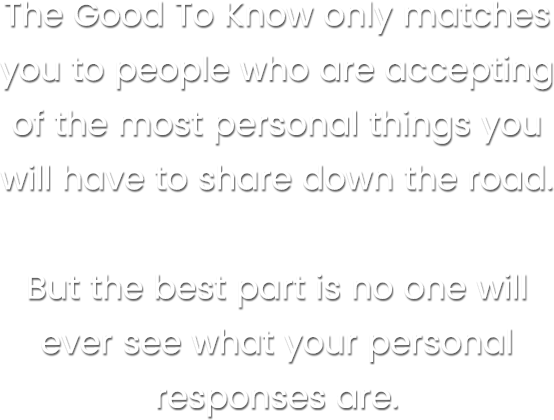 The Good To Know only matches
you to people who are accepting
of the most personal things you
will have to share down the road.
But the best part is no one will
ever see what your personal
responses are.